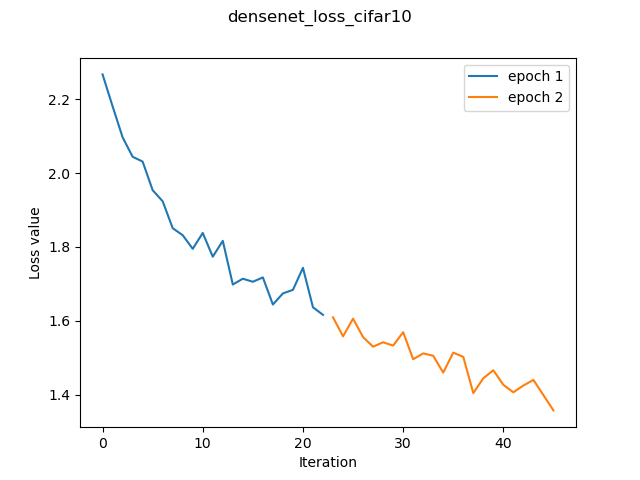 densenet_loss_cifar10
epoch 1
epoch 2
2.2
2.0
1.8
1.6
1.4
Loss value
0
10
20
30
40
Iteration